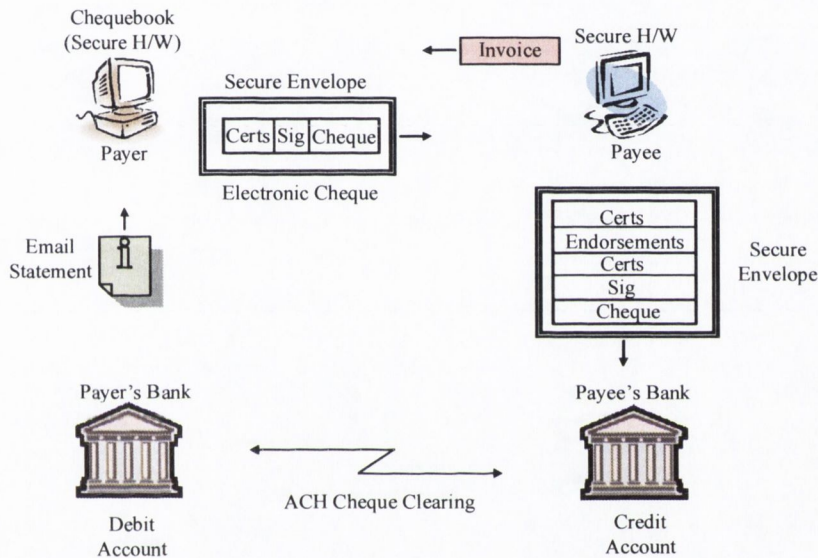 Chequebook
(Secure H/W)
Payer
Invoice
Secure H/W
Payee
Secure Envelope
Certs Sig Cheque
Electronic Cheque
Email
Statement
i
Certs
Endorsements
Certs
Sig
Cheque
Secure
Envelope
Payer's Bank
Debit
Account
ACH Cheque Clearing
Payee's Bank
Credit
Account